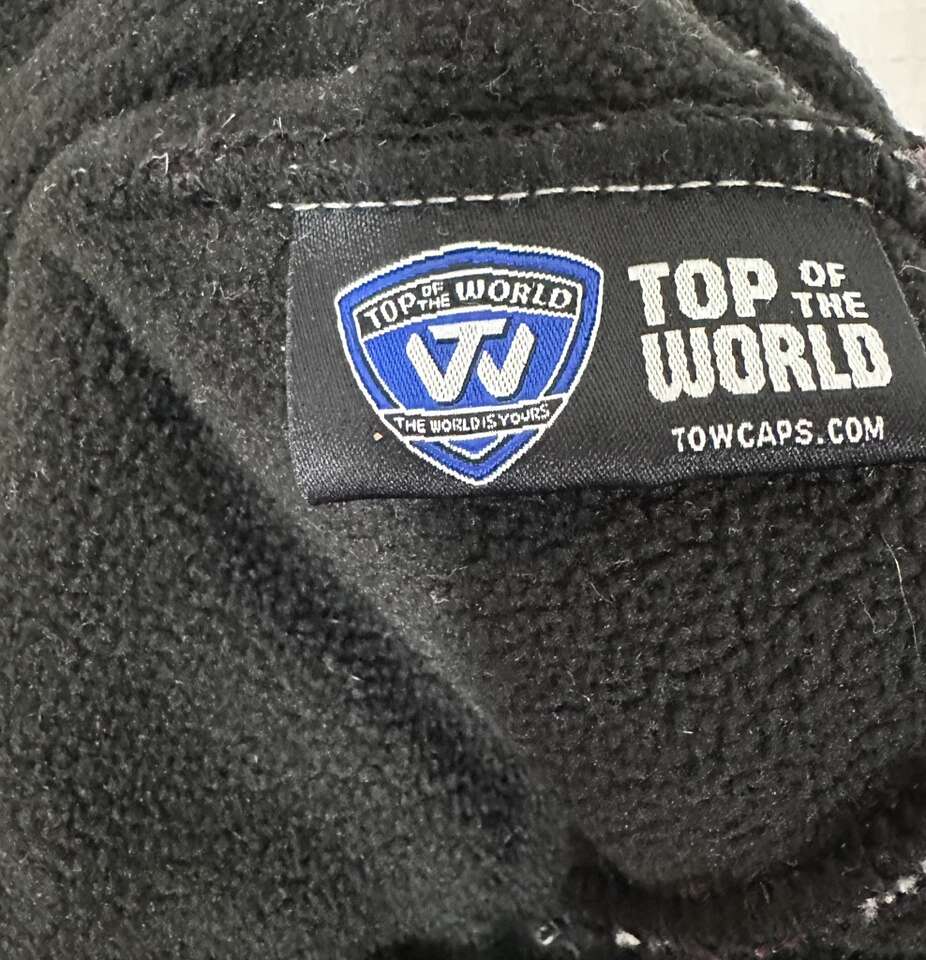 TOP OF THE WORLD
TW
THE WORLD IS YOURS
TOP OF THE
WORLD
TOWCAPS.COM